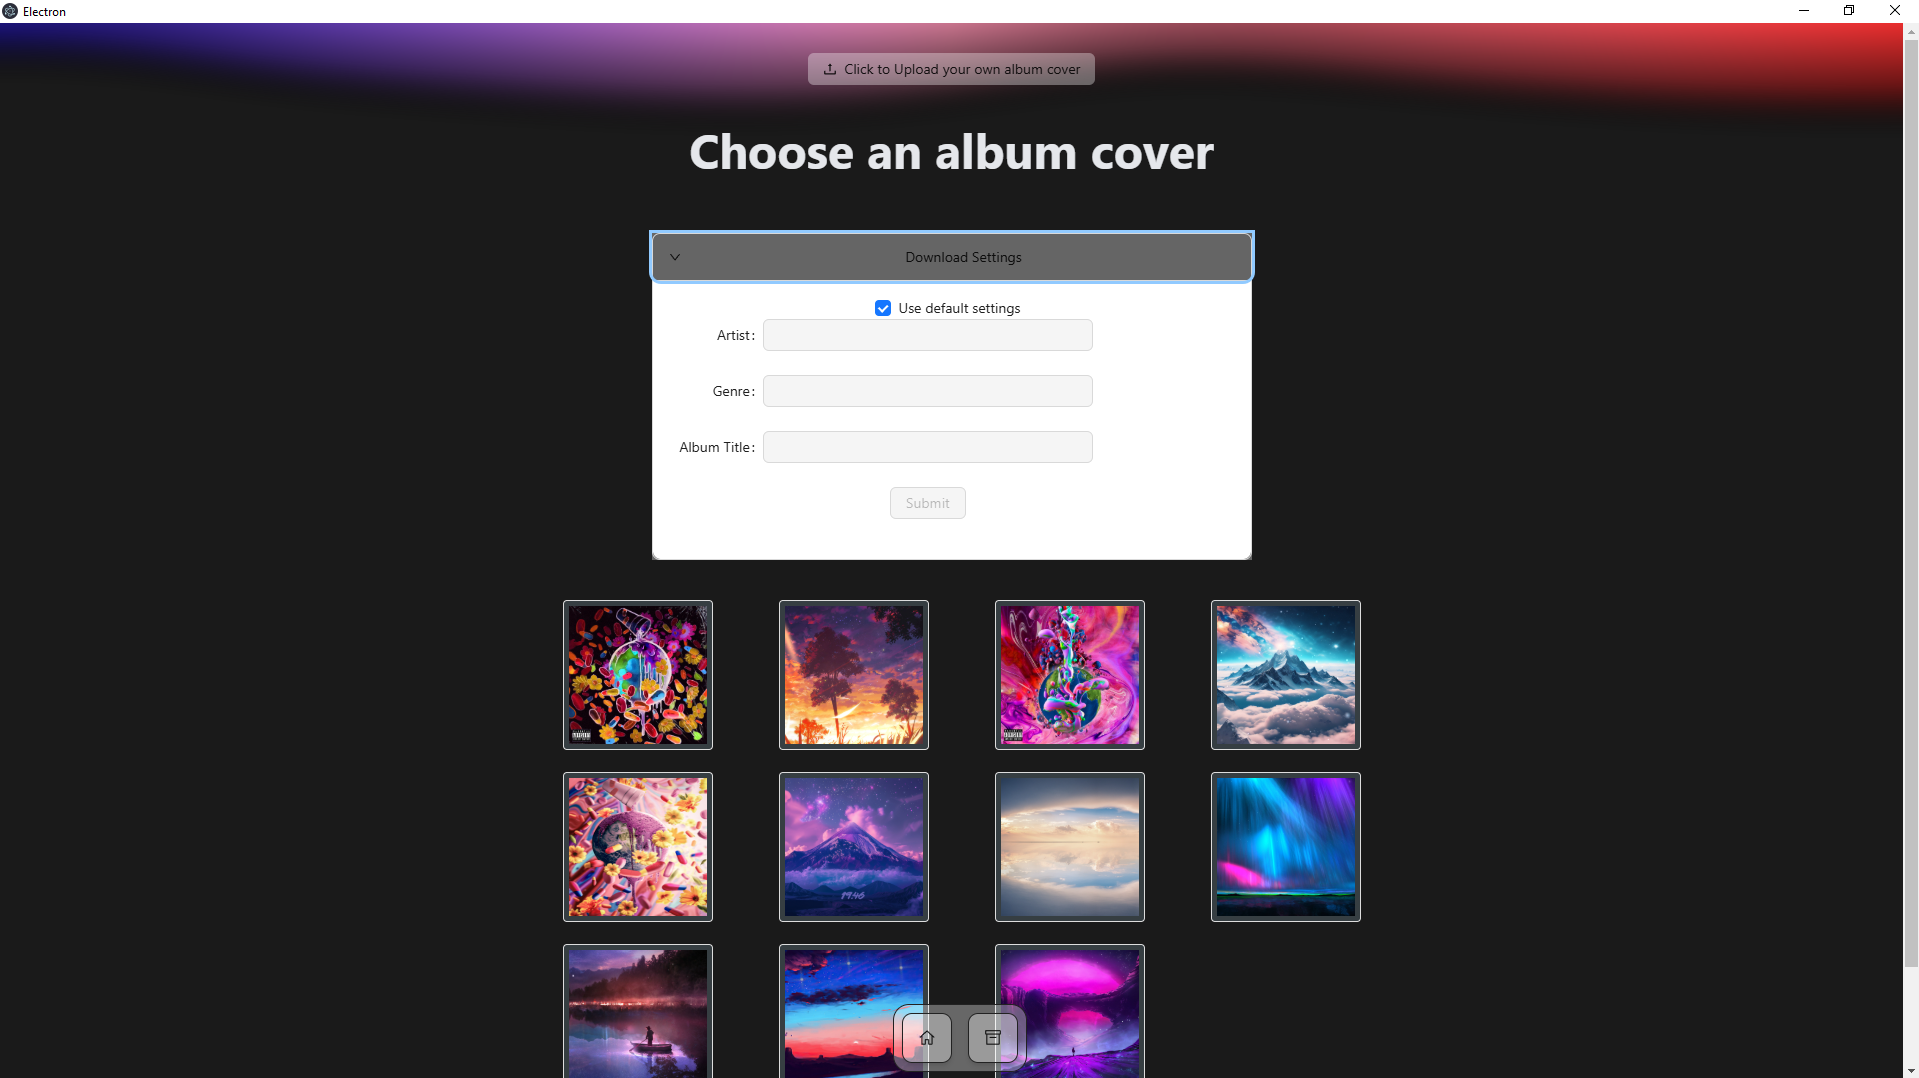 Electron
Click to Upload your own album cover
Choose an album cover
Download Settings
Use default settings
Artist:
Genre:
Album Title:
Submit
1946